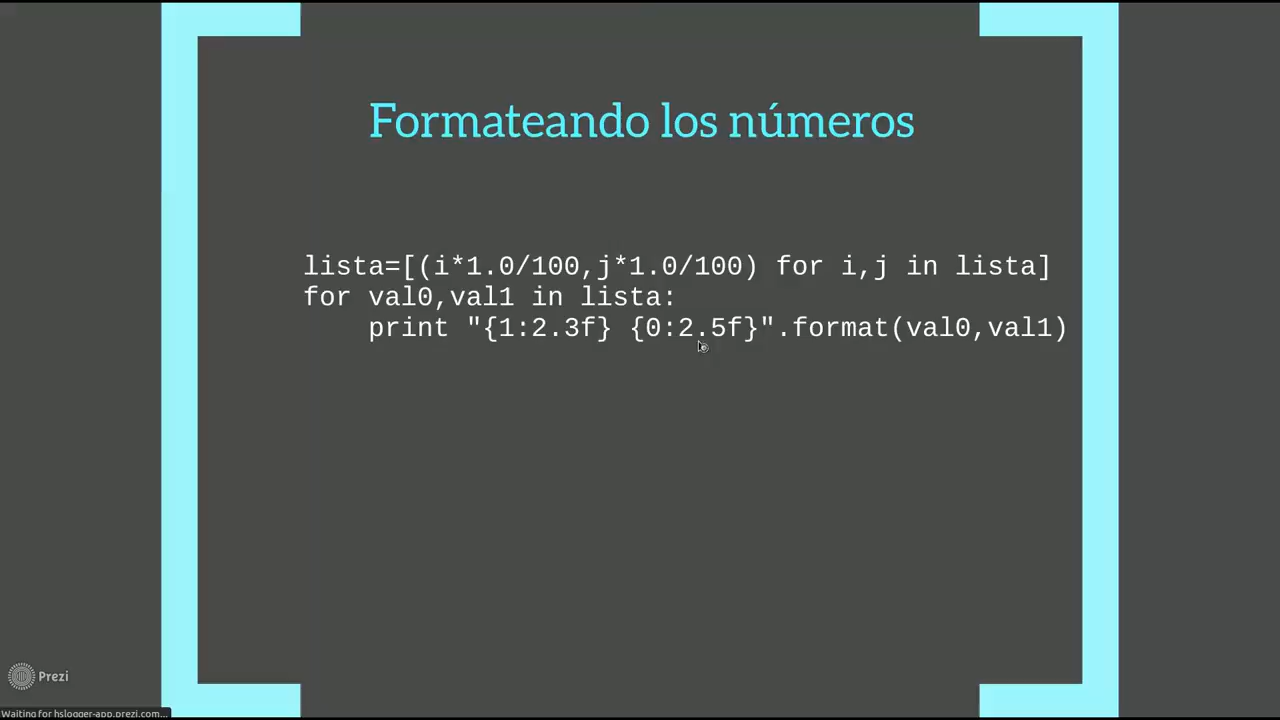 Formateando los números
lista=[(i*1.0/100,j*1.0/100) for i,j in lista]
for val0,val1 in lista:
    print "{1:2.3f} {0:2.5f}".format(val0,val1)
Prezi
Waiting for hslogger-app.prezi.com...